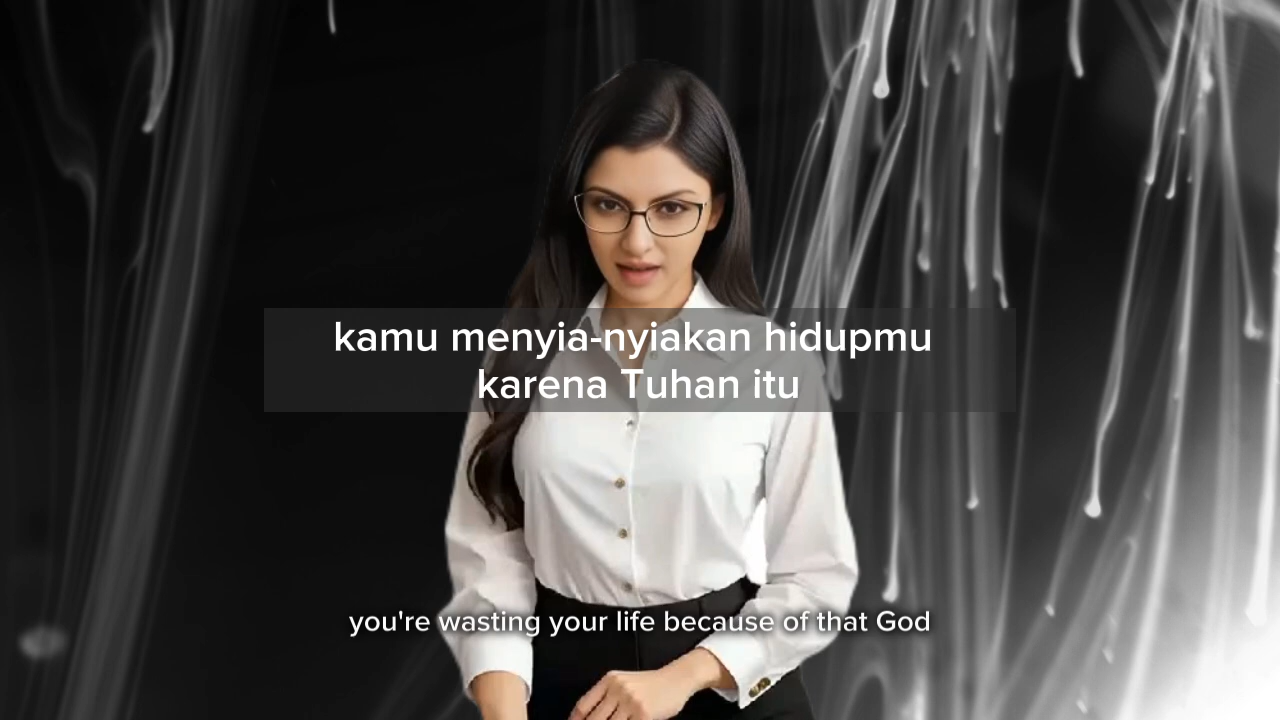 kamu menyia-nyiakan hidupmu
karena Tuhan itu
you're wasting your life because of that God